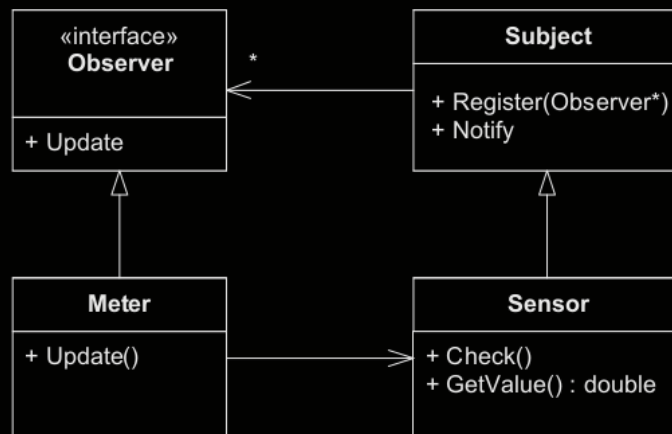 «interface»
Observer
+ Update
*
Subject
+ Register(Observer*)
+ Notify
Meter
+ Update()
Sensor
+ Check()
+ GetValue() : double